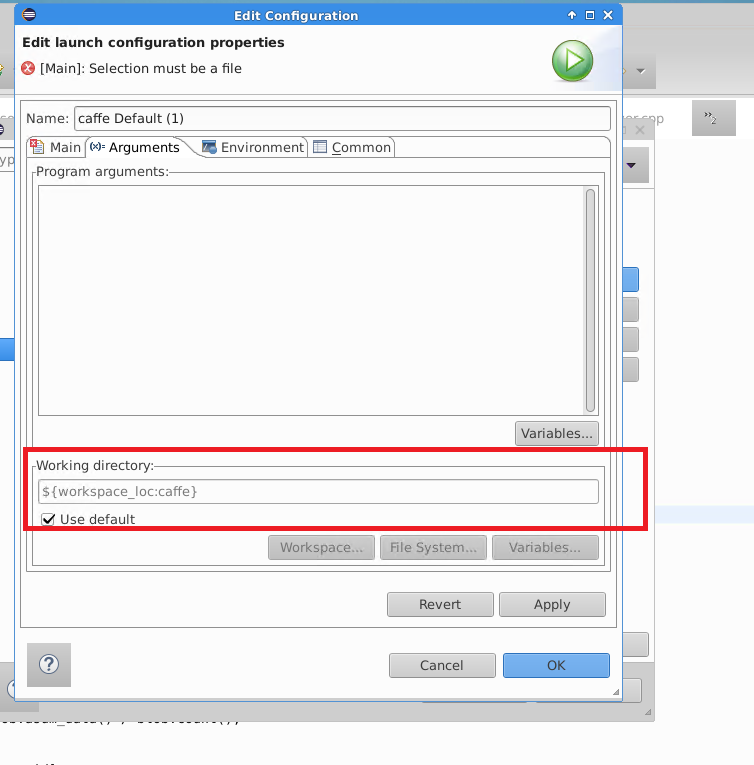 Edit Configuration
Edit launch configuration properties
[Main]: Selection must be a file
Name: caffe Default (1)
Main (x)= Arguments Environment Common
Program arguments:
Variables...
Working directory:
${workspace_loc:caffe}
Use default
Workspace... File System... Variables...
Revert Apply
Cancel OK